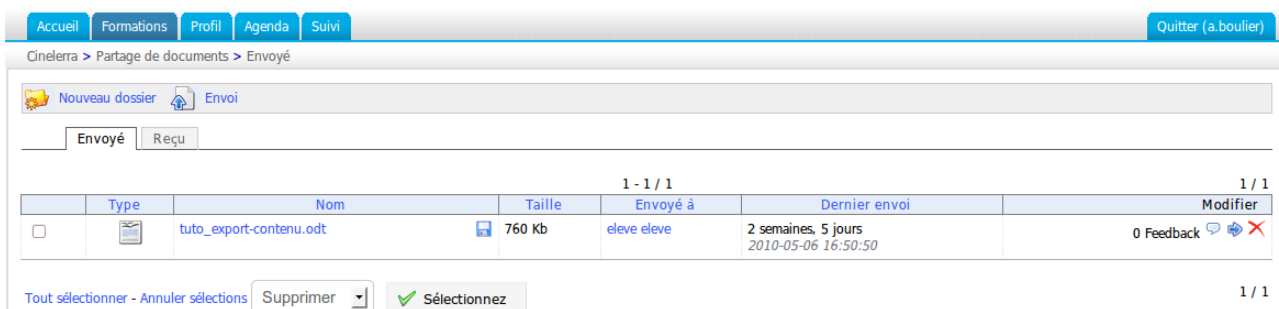 Accueil Formations Profil Agenda Suivi Quitter (a.boulier)
Cinelerra > Partage de documents > Envoyé
Nouveau dossier Envoi
Envoyé Reçu
1 - 1 / 1 1 / 1
Type Nom Taille Envoyé à Dernier envoi Modifier
tuto_export-contenu.odt 760 Kb eleve eleve 2 semaines, 5 jours 0 Feedback
2010-05-06 16:50:50
Tout sélectionner - Annuler sélections Supprimer Sélectionnez 1 / 1